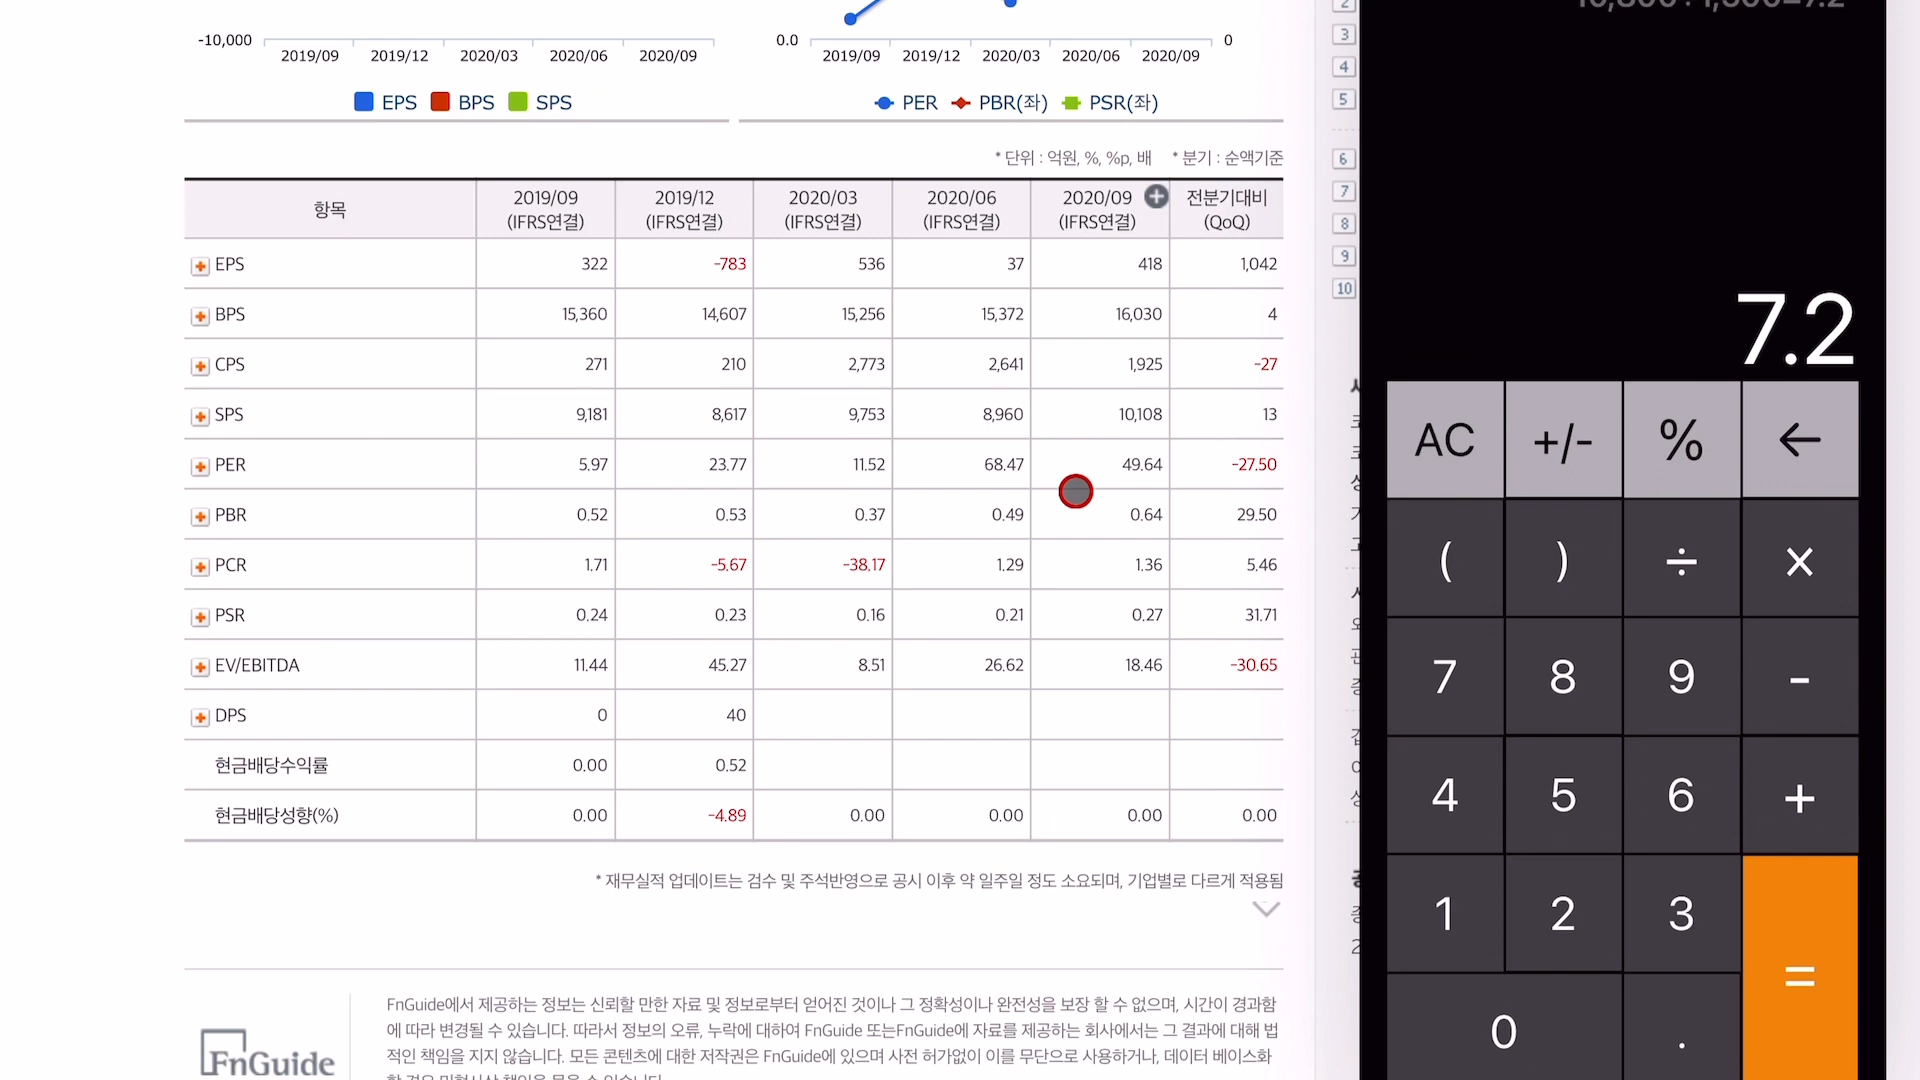 -10,000
2019/09 2019/12 2020/03 2020/06 2020/09
EPS BPS SPS
0.0 0
2019/09 2019/12 2020/03 2020/06 2020/09
PER PBR(좌) PSR(좌)
* 단위 : 억원, %, %p, 배 * 분기 : 순액기준
항목 2019/09 (IFRS연결) 2019/12 (IFRS연결) 2020/03 (IFRS연결) 2020/06 (IFRS연결) 2020/09 (IFRS연결) 전분기대비 (QoQ)
EPS 322 -783 536 37 418 1,042
BPS 15,360 14,607 15,256 15,372 16,030 4
CPS 271 210 2,773 2,641 1,925 -27
SPS 9,181 8,617 9,753 8,960 10,108 13
PER 5.97 23.77 11.52 68.47 49.64 -27.50
PBR 0.52 0.53 0.37 0.49 0.64 29.50
PCR 1.71 -5.67 -38.17 1.29 1.36 5.46
PSR 0.24 0.23 0.16 0.21 0.27 31.71
EV/EBITDA 11.44 45.27 8.51 26.62 18.46 -30.65
DPS 0 40
현금배당수익률 0.00 0.52
현금배당성향(%) 0.00 -4.89 0.00 0.00 0.00 0.00
* 재무실적 업데이트는 검수 및 주석반영으로 공시 이후 약 일주일 정도 소요되며, 기업별로 다르게 적용됨
FnGuide
FnGuide에서 제공하는 정보는 신뢰할 만한 자료 및 정보로부터 얻어진 것이나 그 정확성이나 완전성을 보장 할 수 없으며, 시간이 경과함
에 따라 변경될 수 있습니다. 따라서 정보의 오류, 누락에 대하여 FnGuide 또는FnGuide에 자료를 제공하는 회사에서는 그 결과에 대해 법
적인 책임을 지지 않습니다. 모든 콘텐츠에 대한 저작권은 FnGuide에 있으며 사전 허가없이 이를 무단으로 사용하거나, 데이터 베이스화
2
3
4
5
6
7
8
9
10
7.2
AC +/- % ←
( ) ÷ ×
7 8 9 -
4 5 6 +
1 2 3 =
0 .